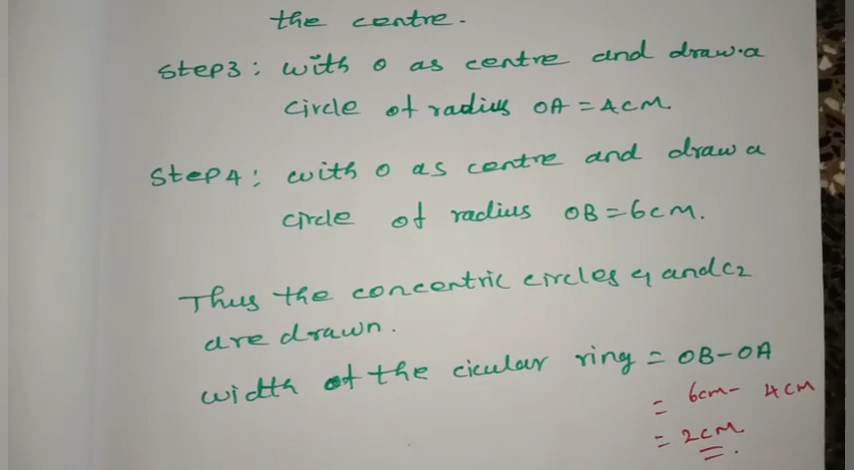 the centre.
Step3: with O as centre and draw a
circle of radius OA = 4cm.
Step4: with O as centre and draw a
circle of radius OB = 6cm.
Thus the concentric circles c1 and c2
are drawn.
width of the cicular ring = OB - OA
= 6cm - 4cm
= 2cm.